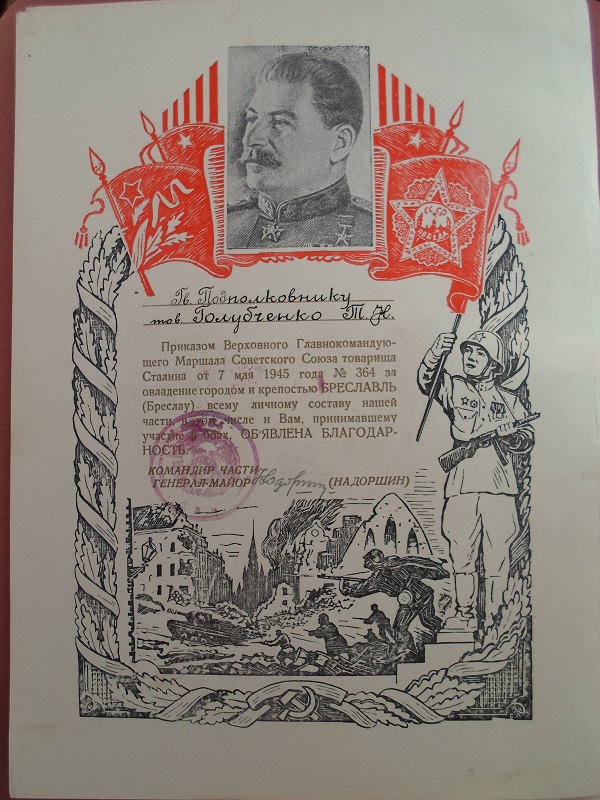 Гв. Подполковнику
тов. Голубченко Т. Н.
Приказом Верховного Главнокомандую-
щего Маршала Советского Союза товарища
Сталина от 7 мая 1945 года № 364 за
овладение городом и крепостью БРЕСЛАВЛЬ
(Бреслау) всему личному составу нашей
части, в том числе и Вам, принимавшему
участие в боях, ОБ'ЯВЛЕНА БЛАГОДАР-
НОСТЬ.
КОМАНДИР ЧАСТИ
ГЕНЕРАЛ-МАЙОР (НАДОРШИН)